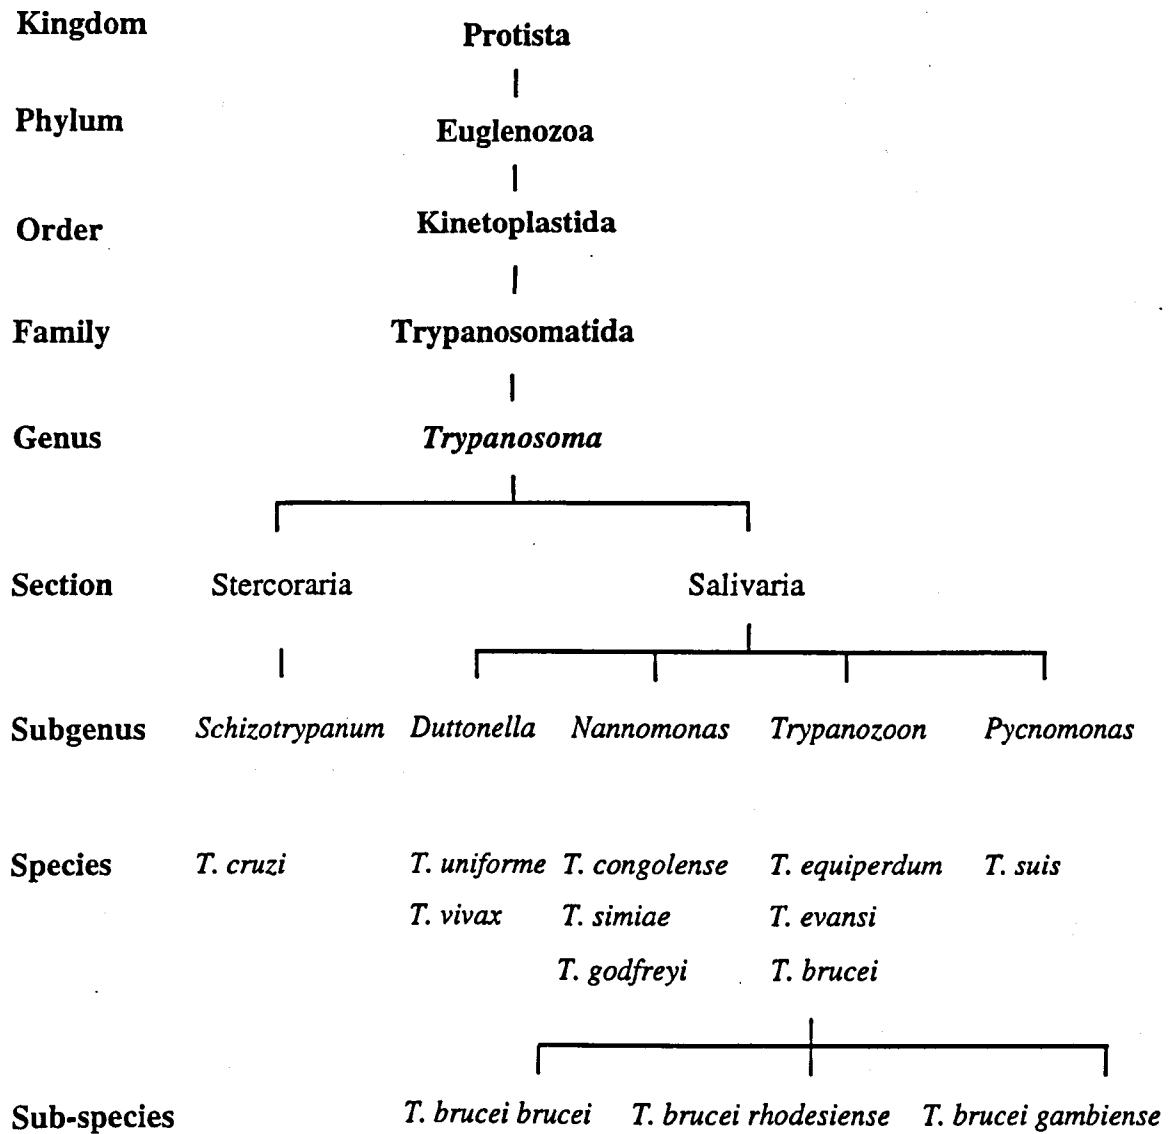 Kingdom Protista
Phylum Euglenozoa
Order Kinetoplastida
Family Trypanosomatida
Genus Trypanosoma
Section Stercoraria Salivaria
Subgenus Schizotrypanum Duttonella Nannomonas Trypanozoon Pycnomonas
Species T. cruzi T. uniforme T. congolense T. equiperdum T. suis
T. vivax T. simiae T. evansi
T. godfreyi T. brucei
Sub-species T. brucei brucei T. brucei rhodesiense T. brucei gambiense